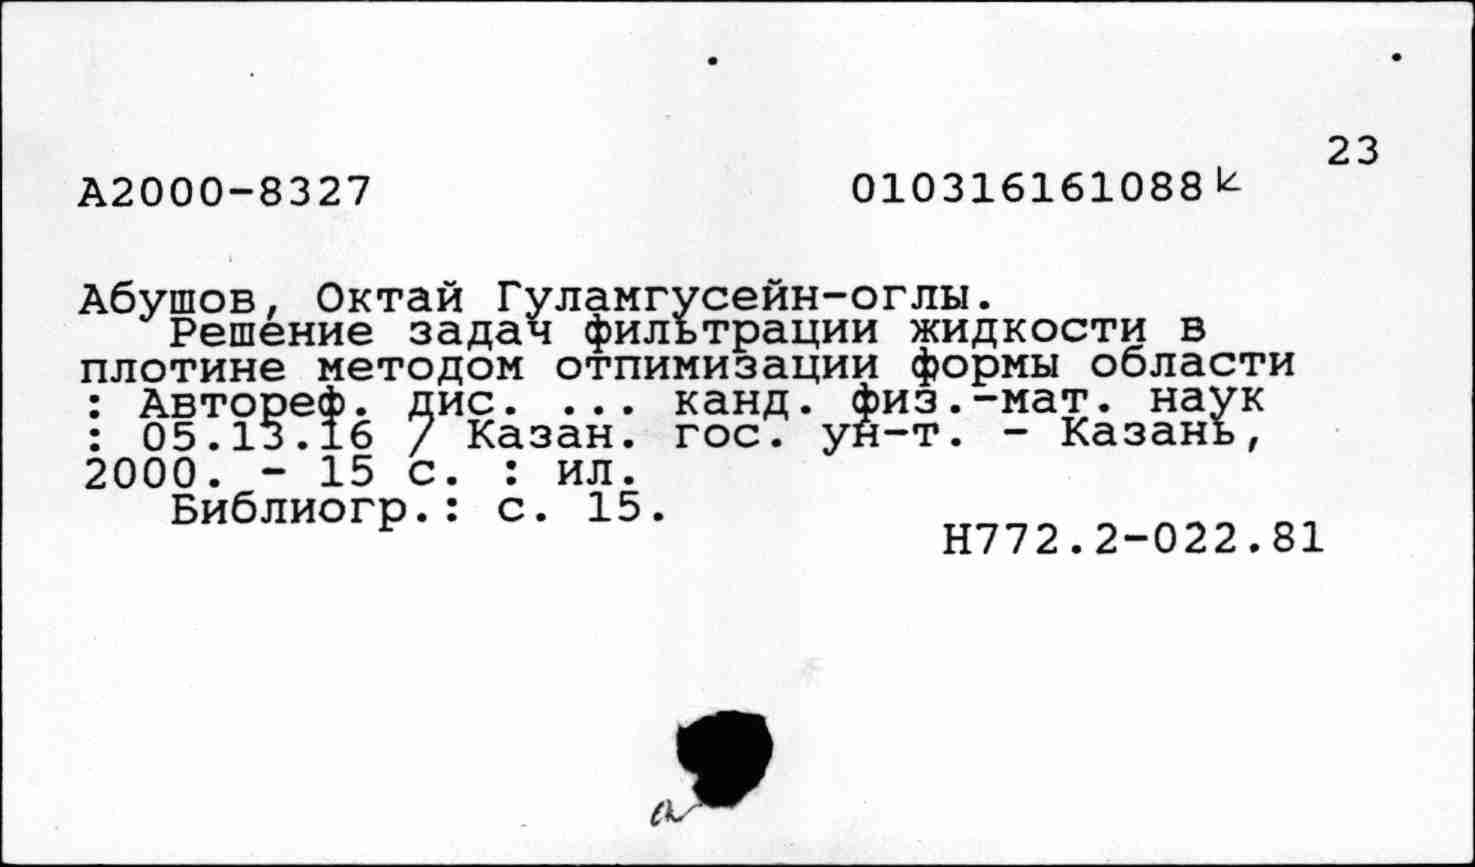 23
А2000-8327 010316161088к
Абушов, Октай Гуламгусейн-оглы.
Решение задач фильтрации жидкости в
плотине методом отпимизации формы области
: Автореф. дис. ... канд. физ.-мат. наук
: 05.13.16 / Казан. гос. ун-т. - Казань,
2000. - 15 с. : ил.
Библиогр.: с. 15.
Н772.2-022.81